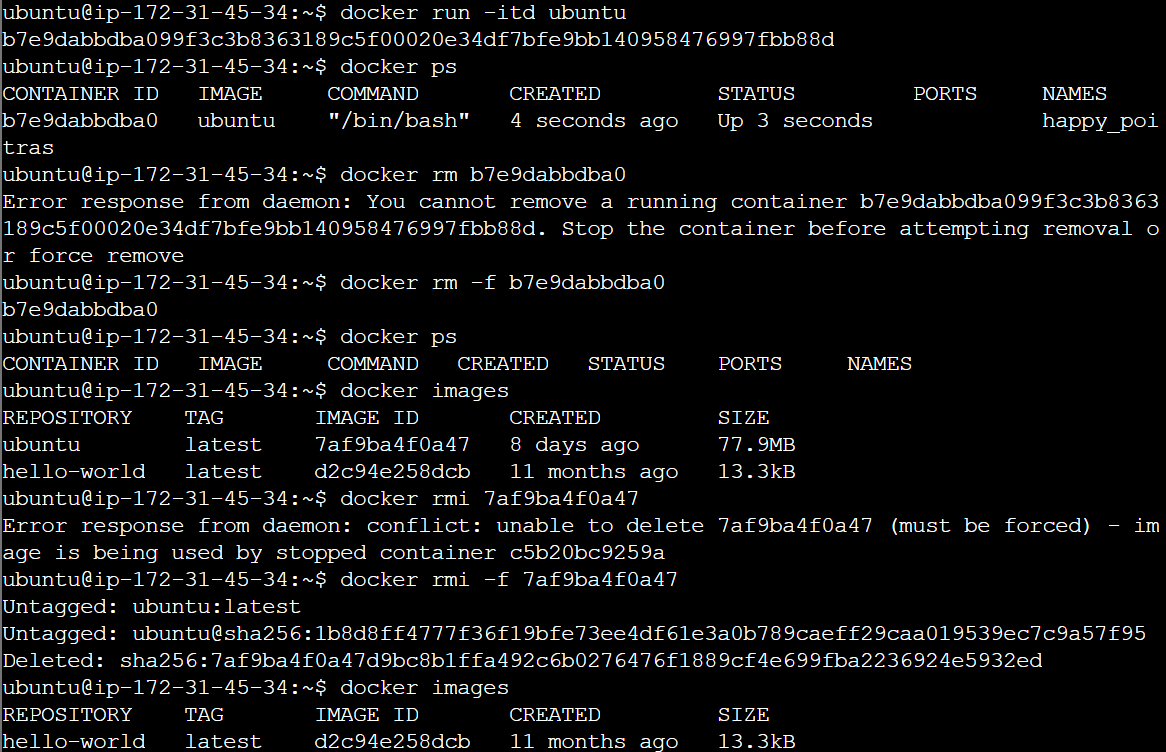 ubuntu@ip-172-31-45-34:~$ docker run -itd ubuntu
b7e9dabbdba099f3c3b8363189c5f00020e34df7bfe9bb140958476997fbb88d
ubuntu@ip-172-31-45-34:~$ docker ps
CONTAINER ID   IMAGE     COMMAND       CREATED         STATUS         PORTS     NAMES
b7e9dabbdba0   ubuntu    "/bin/bash"   4 seconds ago   Up 3 seconds             happy_poi
tras
ubuntu@ip-172-31-45-34:~$ docker rm b7e9dabbdba0
Error response from daemon: You cannot remove a running container b7e9dabbdba099f3c3b8363
189c5f00020e34df7bfe9bb140958476997fbb88d. Stop the container before attempting removal o
r force remove
ubuntu@ip-172-31-45-34:~$ docker rm -f b7e9dabbdba0
b7e9dabbdba0
ubuntu@ip-172-31-45-34:~$ docker ps
CONTAINER ID   IMAGE     COMMAND   CREATED   STATUS    PORTS     NAMES
ubuntu@ip-172-31-45-34:~$ docker images
REPOSITORY    TAG       IMAGE ID       CREATED         SIZE
ubuntu        latest    7af9ba4f0a47   8 days ago      77.9MB
hello-world   latest    d2c94e258dcb   11 months ago   13.3kB
ubuntu@ip-172-31-45-34:~$ docker rmi 7af9ba4f0a47
Error response from daemon: conflict: unable to delete 7af9ba4f0a47 (must be forced) - im
age is being used by stopped container c5b20bc9259a
ubuntu@ip-172-31-45-34:~$ docker rmi -f 7af9ba4f0a47
Untagged: ubuntu:latest
Untagged: ubuntu@sha256:1b8d8ff4777f36f19bfe73ee4df61e3a0b789caeff29caa019539ec7c9a57f95
Deleted: sha256:7af9ba4f0a47d9bc8b1ffa492c6b0276476f1889cf4e699fba2236924e5932ed
ubuntu@ip-172-31-45-34:~$ docker images
REPOSITORY    TAG       IMAGE ID       CREATED         SIZE
hello-world   latest    d2c94e258dcb   11 months ago   13.3kB